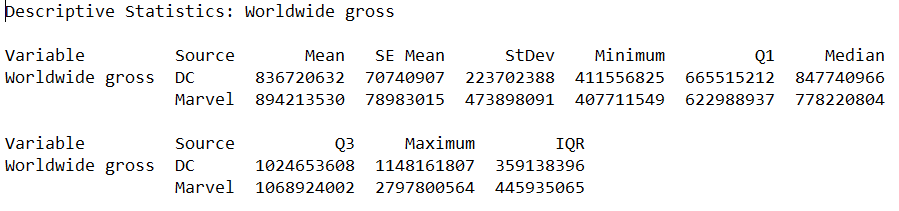 Descriptive Statistics: Worldwide gross
Variable Source Mean SE Mean StDev Minimum Q1 Median
Worldwide gross DC 836720632 70740907 223702388 411556825 665515212 847740966
Marvel 894213530 78983015 473898091 407711549 622988937 778220804
Variable Source Q3 Maximum IQR
Worldwide gross DC 1024653608 1148161807 359138396
Marvel 1068924002 2797800564 445935065